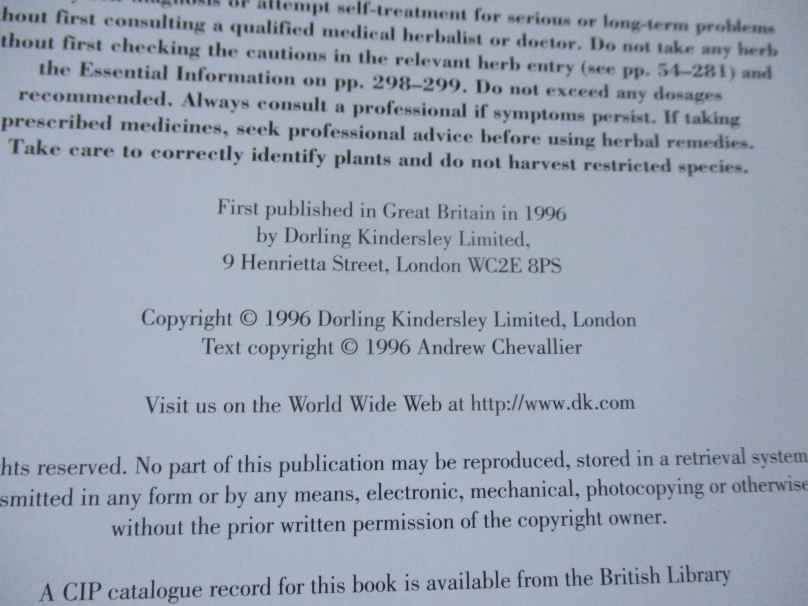 or attempt self-treatment for serious or long-term problems
hout first consulting a qualified medical herbalist or doctor. Do not take any herb
thout first checking the cautions in the relevant herb entry (see pp. 54–281) and
the Essential Information on pp. 298–299. Do not exceed any dosages
recommended. Always consult a professional if symptoms persist. If taking
prescribed medicines, seek professional advice before using herbal remedies.
Take care to correctly identify plants and do not harvest restricted species.
First published in Great Britain in 1996
by Dorling Kindersley Limited,
9 Henrietta Street, London WC2E 8PS
Copyright © 1996 Dorling Kindersley Limited, London
Text copyright © 1996 Andrew Chevallier
Visit us on the World Wide Web at http://www.dk.com
hts reserved. No part of this publication may be reproduced, stored in a retrieval system
smitted in any form or by any means, electronic, mechanical, photocopying or otherwise
without the prior written permission of the copyright owner.
A CIP catalogue record for this book is available from the British Library